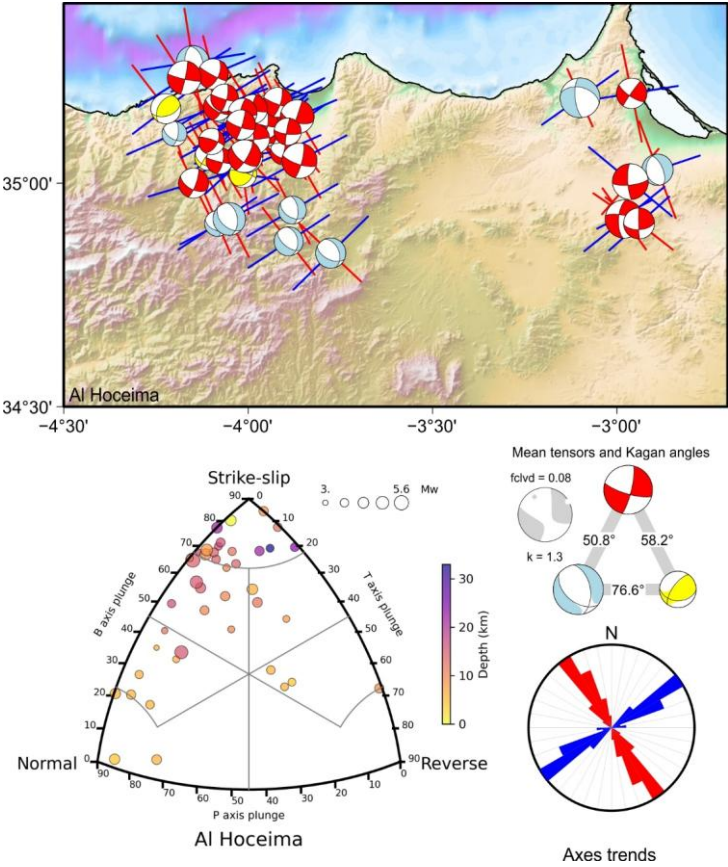 35°00'
Al Hoceima
34°30'
-4°30' -4°00' -3°30' -3°00'
Mean tensors and Kagan angles
Strike-slip
3. 5.6 Mw
fclvd = 0.08
k = 1.3
50.8° 58.2°
76.6°
90 80 70 60 50 40 30 20 10 0
B axis plunge
0 10 20 30 40 50 60 70 80 90
T axis plunge
30
20
10
0
Depth (km)
N
Normal
Reverse
90 80 70 60 50 40 30 20 10 0
P axis plunge
Al Hoceima
Axes trends